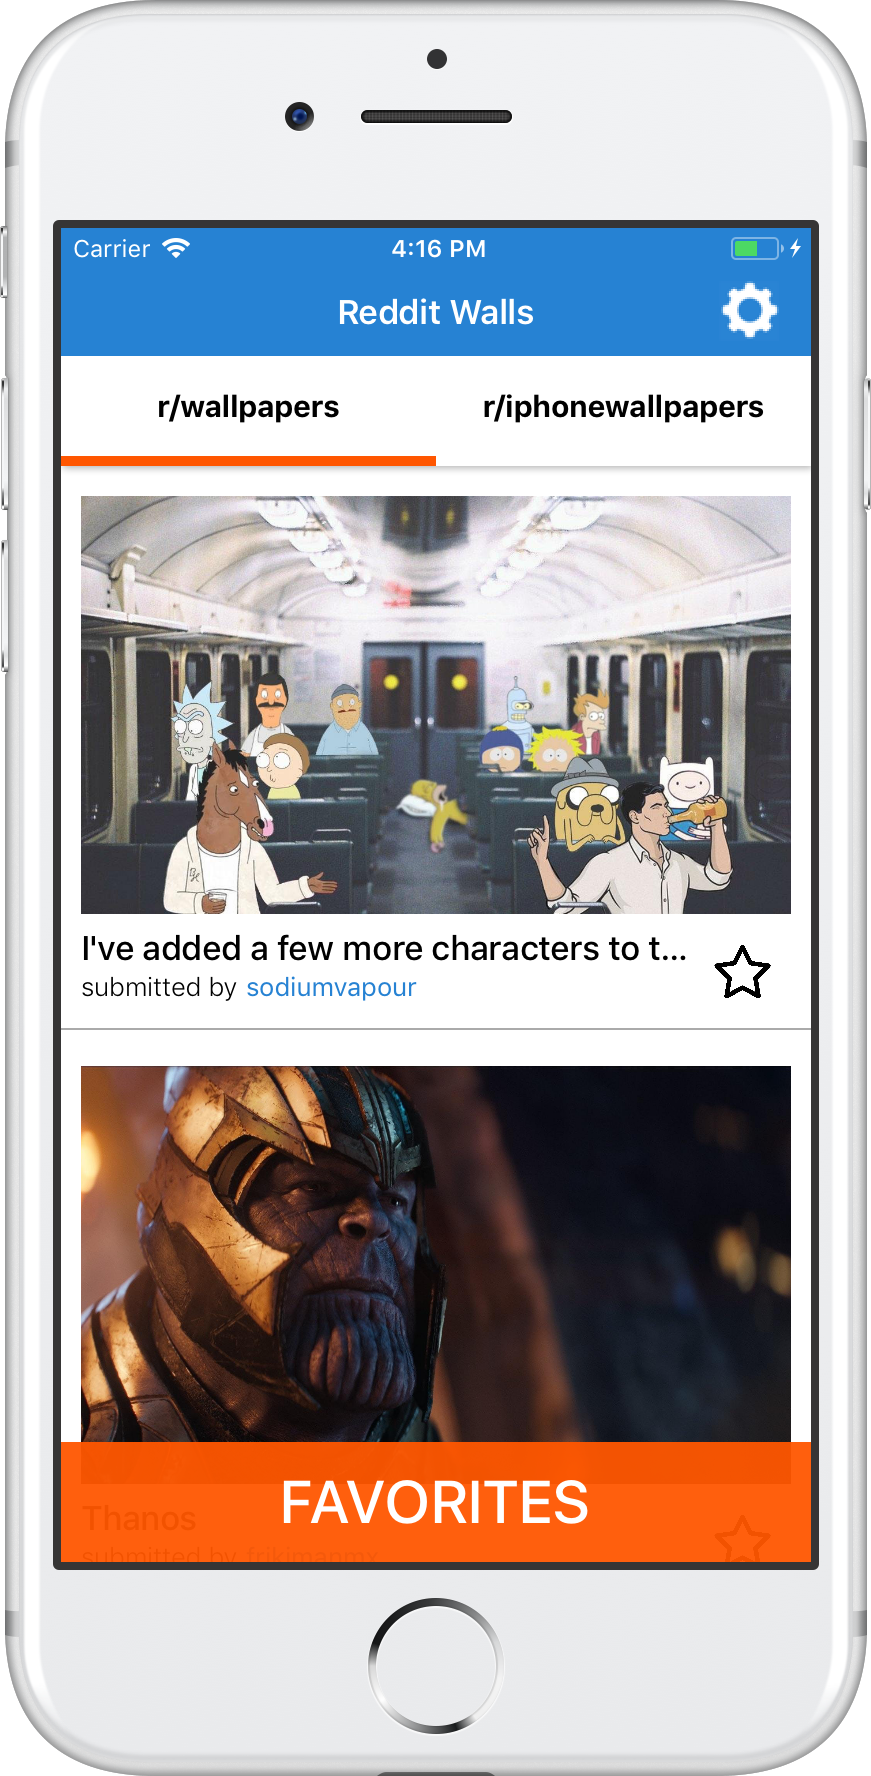 Carrier 4:16 PM
Reddit Walls
r/wallpapers r/iphonewallpapers
I've added a few more characters to t...
submitted by sodiumvapour
FAVORITES
Thanos
submitted by frikimanmx